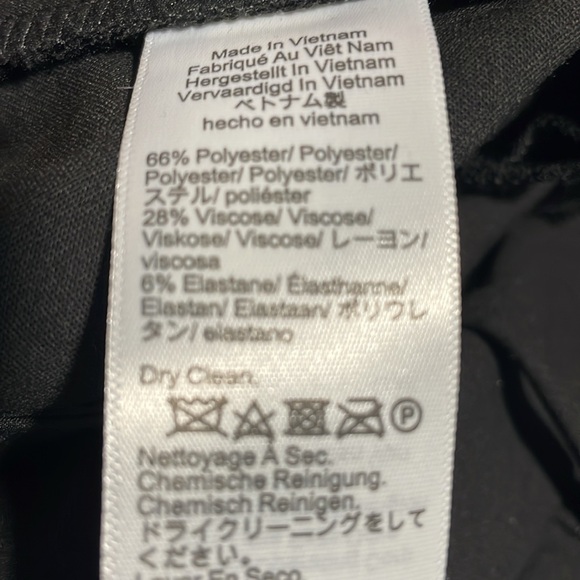 Made In Vietnam
Fabriqué Au Viêt Nam
Hergestellt In Vietnam
Vervaardigd In Vietnam
ベトナム製
hecho en vietnam
66% Polyester/ Polyester/
Polyester/ Polyester/ ポリエ
ステル/ poliéster
28% Viscose/ Viscose/
Viskose/ Viscose/ レーヨン/
viscosa
6% Elastane/ Élasthanne/
Elastan/ Elastaan/ ポリウレ
タン/ elastano
Dry Clean.
P
Nettoyage À Sec.
Chemische Reinigung.
Chemisch Reinigen.
ドライクリーニングをして
ください。
Lavar En Seco